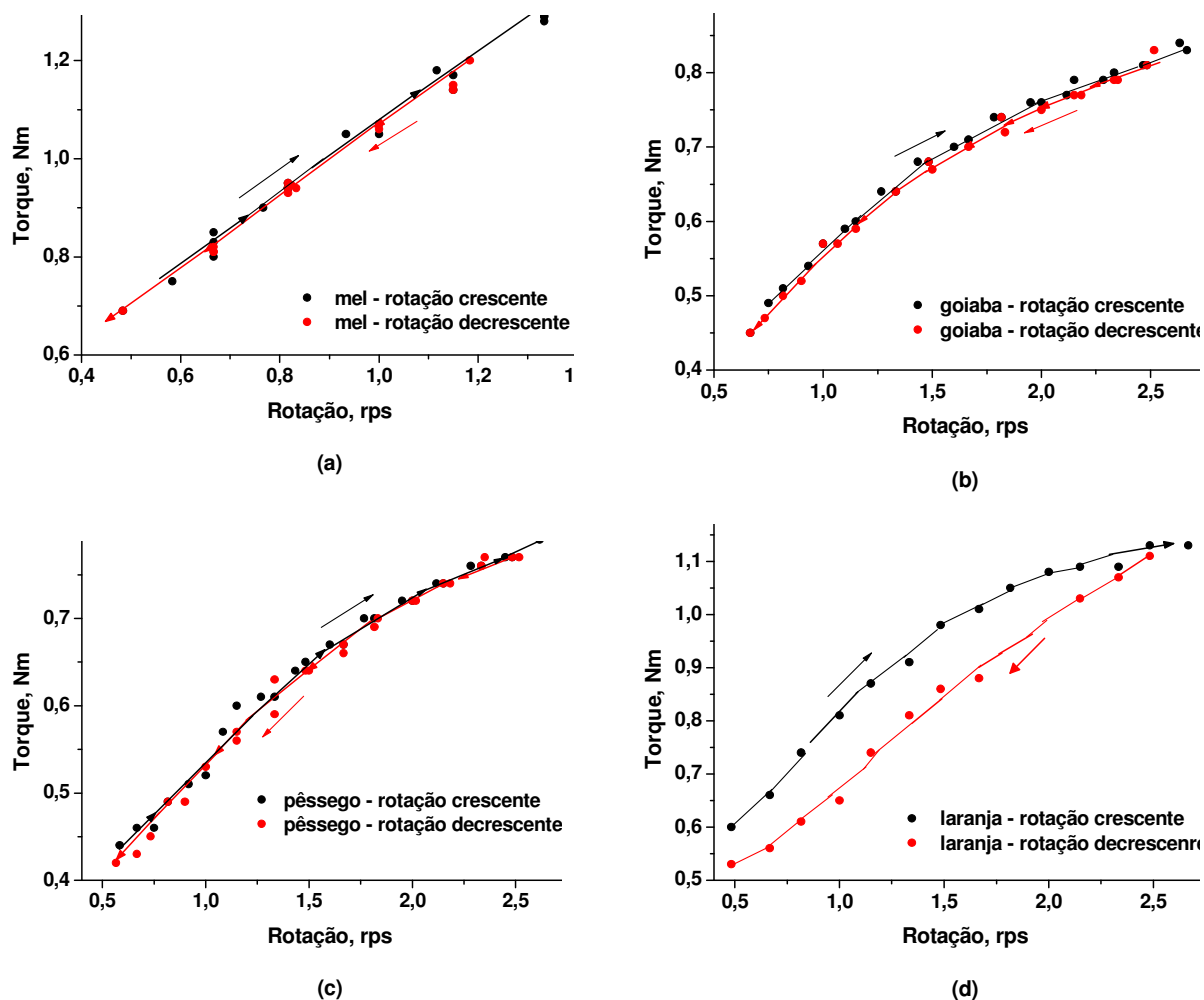 1,2
1,0
0,8
0,6
Torque, Nm
mel - rotação crescente
mel - rotação decrescente
0,4 0,6 0,8 1,0 1,2 1
Rotação, rps
(a)
0,8
0,7
0,6
0,5
0,4
Torque, Nm
goiaba - rotação crescente
goiaba - rotação decrescente
0,5 1,0 1,5 2,0 2,5
Rotação, rps
(b)
0,7
0,6
0,5
0,4
Torque, Nm
pêssego - rotação crescente
pêssego - rotação decrescente
0,5 1,0 1,5 2,0 2,5
Rotação, rps
(c)
1,1
1,0
0,9
0,8
0,7
0,6
0,5
Torque, Nm
laranja - rotação crescente
laranja - rotação decrescenre
0,5 1,0 1,5 2,0 2,5
Rotação, rps
(d)